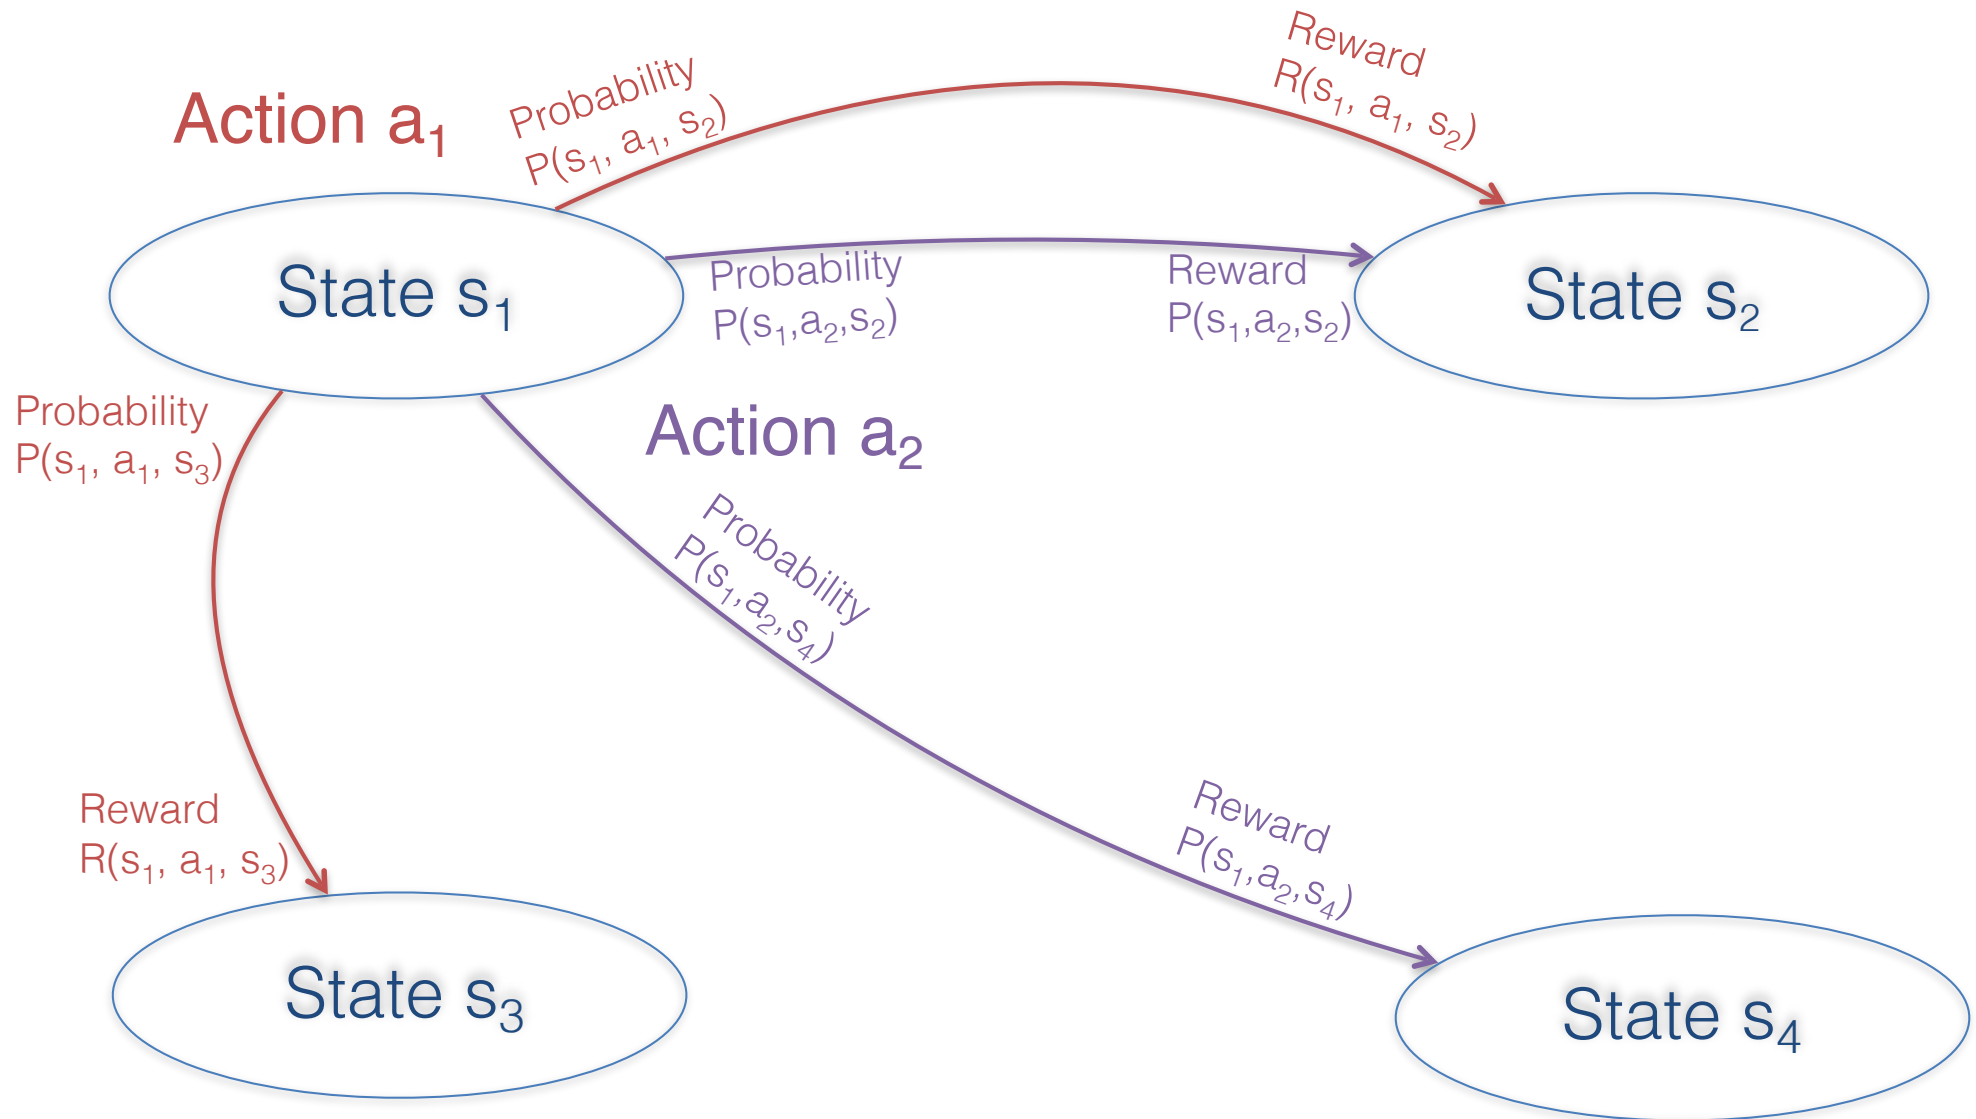 Action a₁
Probability
P(s₁, a₁, s₂)
Reward
R(s₁, a₁, s₂)
State s₁
Probability
P(s₁,a₂,s₂)
Reward
P(s₁,a₂,s₂)
State s₂
Probability
P(s₁, a₁, s₃)
Action a₂
Probability
P(s₁,a₂,s₄)
Reward
R(s₁, a₁, s₃)
Reward
P(s₁,a₂,s₄)
State s₃
State s₄